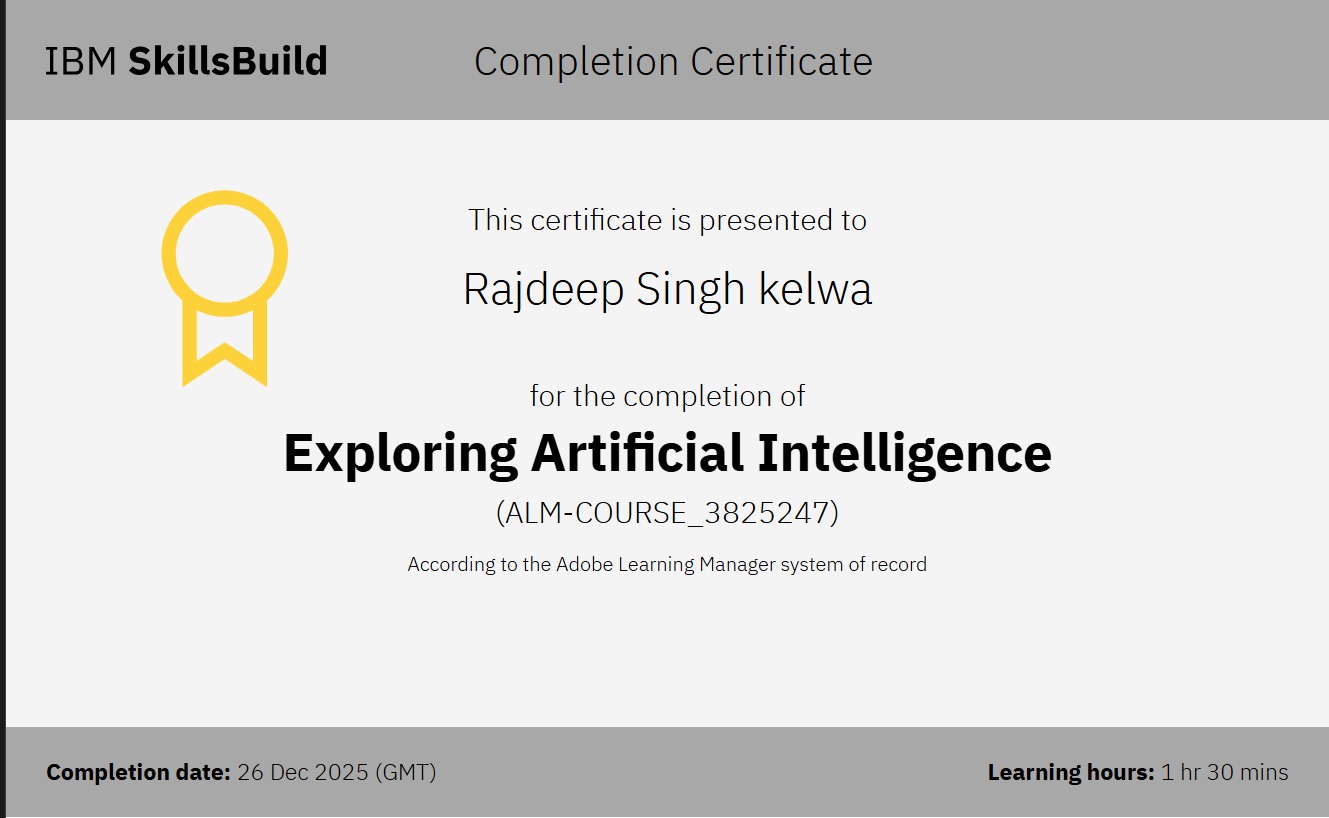 IBM SkillsBuild
Completion Certificate
This certificate is presented to
Rajdeep Singh kelwa
for the completion of
Exploring Artificial Intelligence
(ALM-COURSE_3825247)
According to the Adobe Learning Manager system of record
Completion date: 26 Dec 2025 (GMT)
Learning hours: 1 hr 30 mins